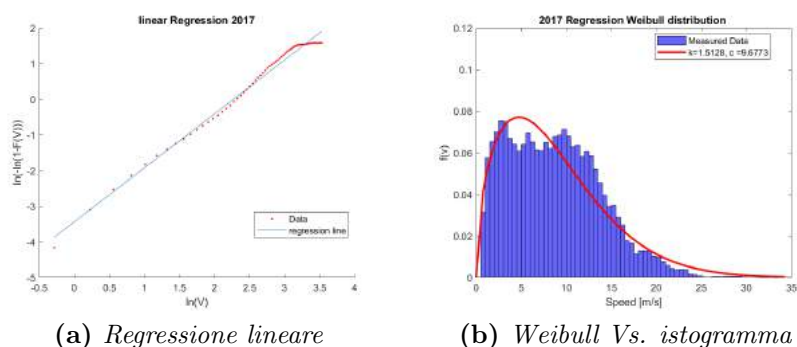 linear Regression 2017
2
1
0
-1
-2
-3
-4
-5
ln(-ln(1-F(V)))
Data
regression line
-0.5 0 0.5 1 1.5 2 2.5 3 3.5 4
ln(V)
(a) Regressione lineare
2017 Regression Weibull distribution
0.12
0.1
0.08
0.06
0.04
0.02
0
f(v)
Measured Data
k=1.5128, c =9.6773
0 5 10 15 20 25 30 35
Speed [m/s]
(b) Weibull Vs. istogramma